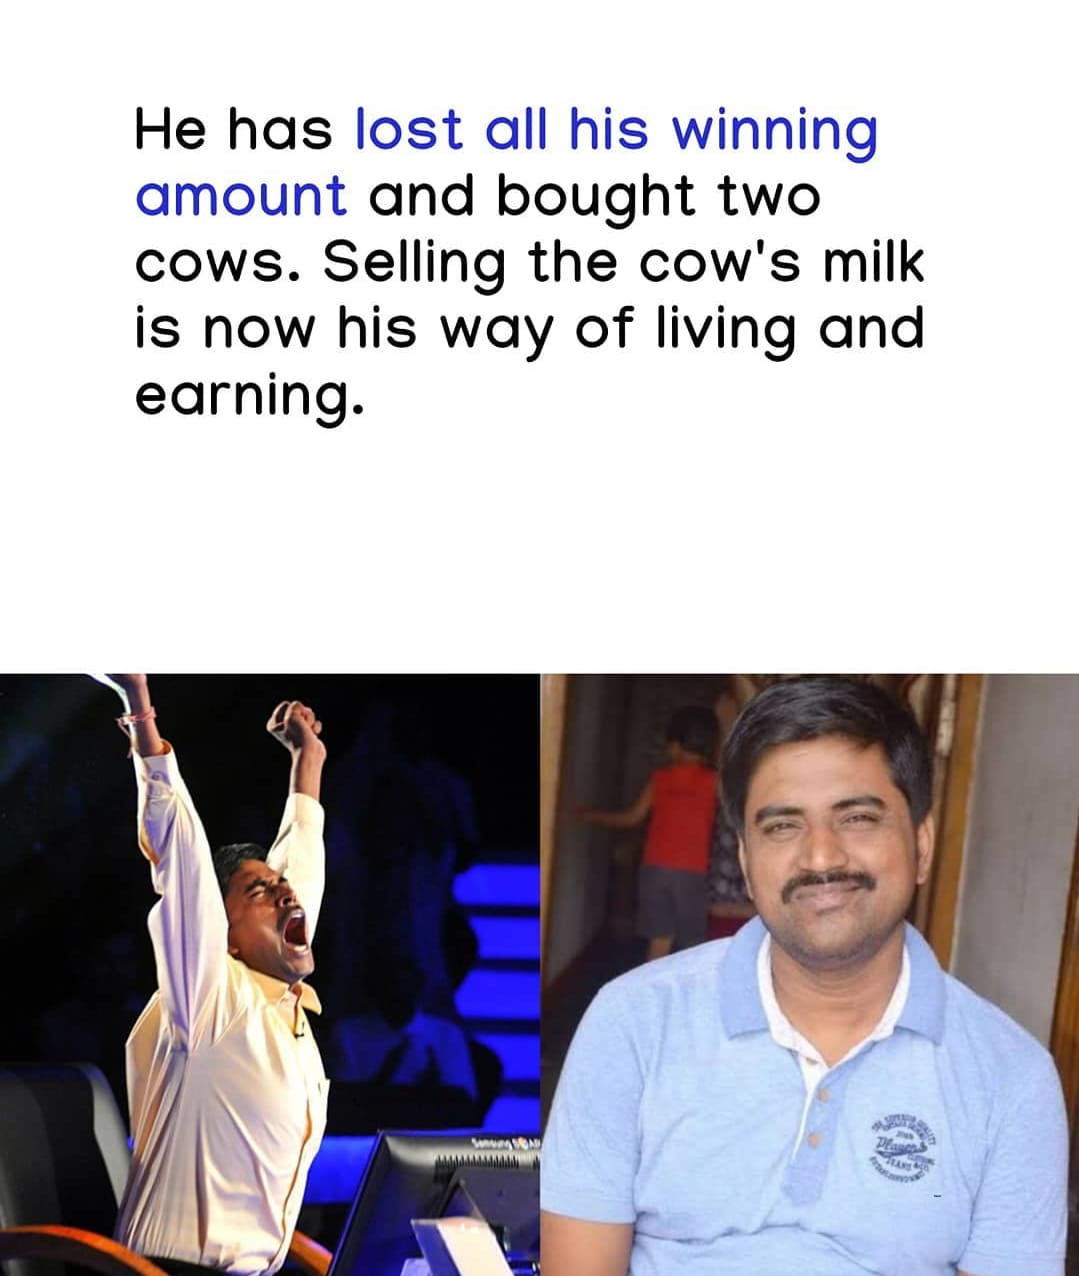 He has lost all his winning
amount and bought two
cows. Selling the cow's milk
is now his way of living and
earning.
Samsung